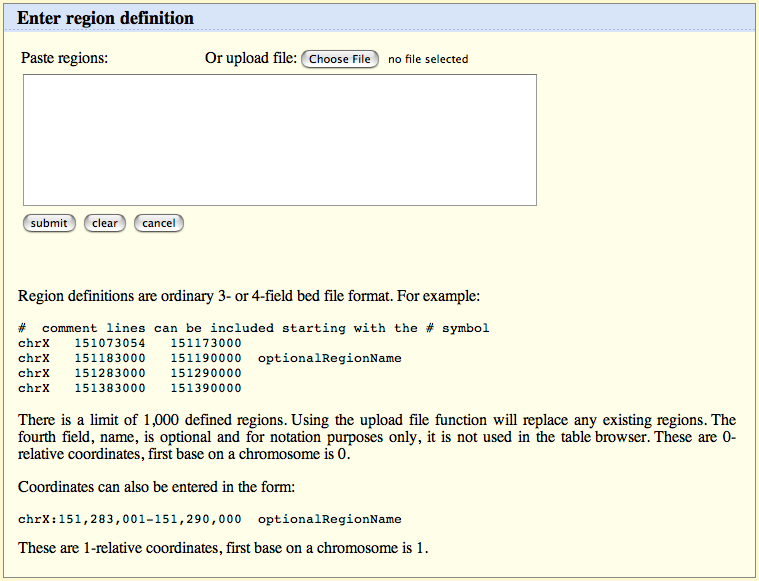 Enter region definition
Paste regions: Or upload file: Choose File no file selected
submit clear cancel
Region definitions are ordinary 3- or 4-field bed file format. For example:
#  comment lines can be included starting with the # symbol
chrX   151073054   151173000
chrX   151183000   151190000  optionalRegionName
chrX   151283000   151290000
chrX   151383000   151390000
There is a limit of 1,000 defined regions. Using the upload file function will replace any existing regions. The
fourth field, name, is optional and for notation purposes only, it is not used in the table browser. These are 0-
relative coordinates, first base on a chromosome is 0.
Coordinates can also be entered in the form:
chrX:151,283,001-151,290,000  optionalRegionName
These are 1-relative coordinates, first base on a chromosome is 1.